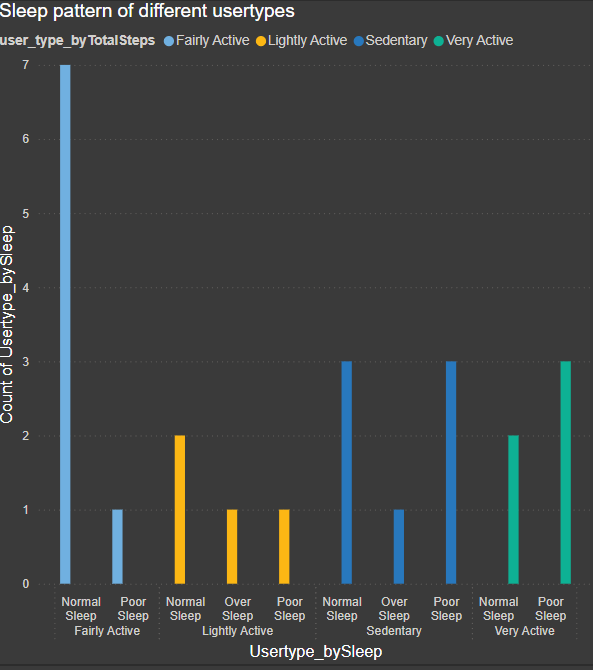 Sleep pattern of different usertypes
user_type_byTotalSteps Fairly Active Lightly Active Sedentary Very Active
7
6
5
4
3
2
1
0
Count of Usertype_bySleep
Normal Sleep Poor Sleep Normal Sleep Over Sleep Poor Sleep Normal Sleep Over Sleep Poor Sleep Normal Sleep Poor Sleep
Fairly Active Lightly Active Sedentary Very Active
Usertype_bySleep